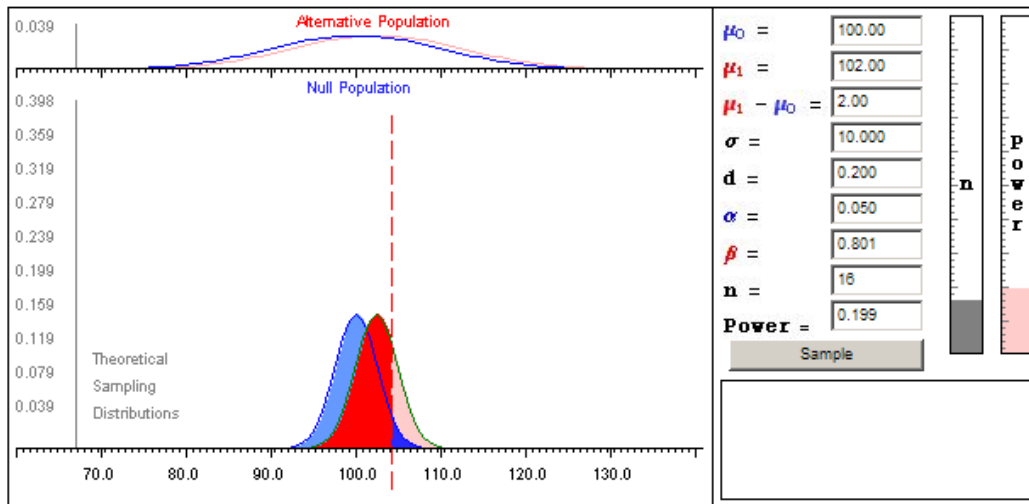 0.039
Alternative Population
Null Population
0.398
0.359
0.319
0.279
0.239
0.199
0.159
0.119
0.079
0.039
Theoretical
Sampling
Distributions
70.0 80.0 90.0 100.0 110.0 120.0 130.0
μ0 = 100.00
μ1 = 102.00
μ1 - μ0 = 2.00
σ = 10.000
d = 0.200
α = 0.050
β = 0.801
n = 16
Power = 0.199
Sample
n
Power